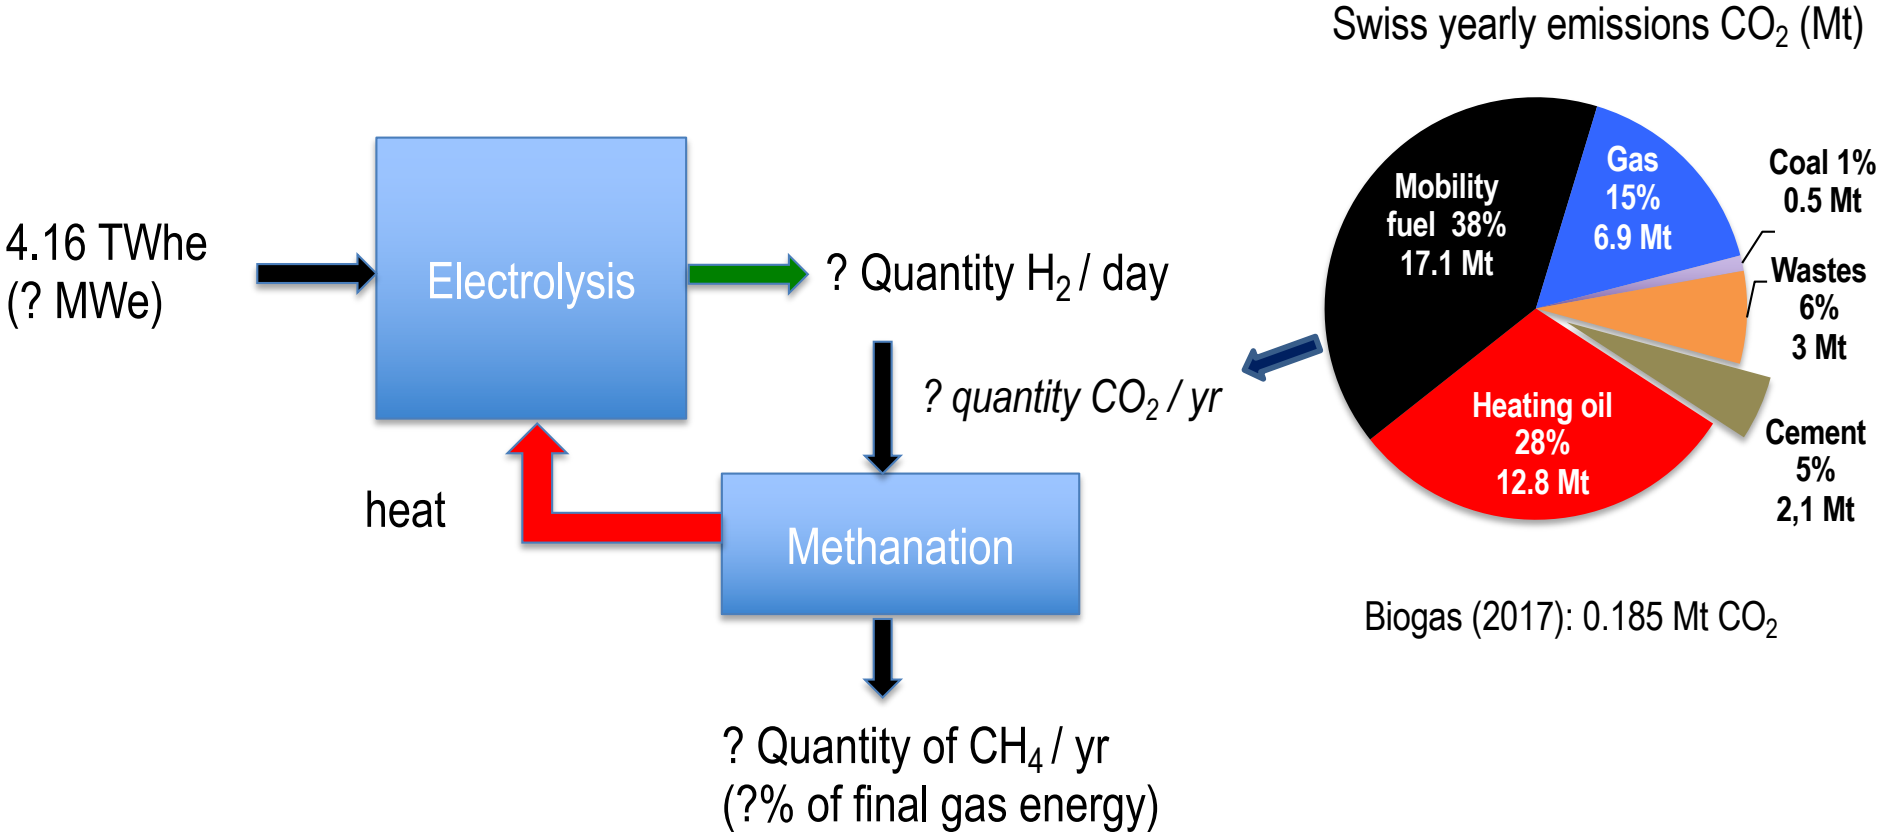 Swiss yearly emissions CO₂ (Mt)
4.16 TWhe
(? MWe)
Electrolysis
? Quantity H₂ / day
? quantity CO₂ / yr
heat
Methanation
? Quantity of CH₄ / yr
(?% of final gas energy)
Mobility
fuel 38%
17.1 Mt
Gas
15%
6.9 Mt
Coal 1%
0.5 Mt
Wastes
6%
3 Mt
Cement
5%
2,1 Mt
Heating oil
28%
12.8 Mt
Biogas (2017): 0.185 Mt CO₂